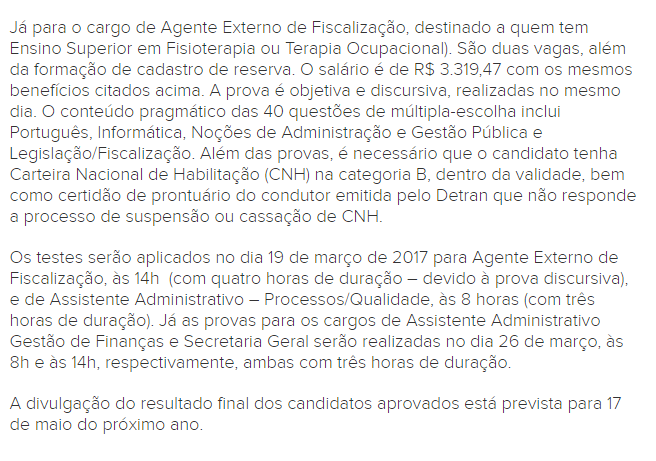 Já para o cargo de Agente Externo de Fiscalização, destinado a quem tem
Ensino Superior em Fisioterapia ou Terapia Ocupacional). São duas vagas, além
da formação de cadastro de reserva. O salário é de R$ 3.319,47 com os mesmos
benefícios citados acima. A prova é objetiva e discursiva, realizadas no mesmo
dia. O conteúdo pragmático das 40 questões de múltipla-escolha inclui
Português, Informática, Noções de Administração e Gestão Pública e
Legislação/Fiscalização. Além das provas, é necessário que o candidato tenha
Carteira Nacional de Habilitação (CNH) na categoria B, dentro da validade, bem
como certidão de prontuário do condutor emitida pelo Detran que não responde
a processo de suspensão ou cassação de CNH.
Os testes serão aplicados no dia 19 de março de 2017 para Agente Externo de
Fiscalização, às 14h (com quatro horas de duração – devido à prova discursiva),
e de Assistente Administrativo – Processos/Qualidade, às 8 horas (com três
horas de duração). Já as provas para os cargos de Assistente Administrativo
Gestão de Finanças e Secretaria Geral serão realizadas no dia 26 de março, às
8h e às 14h, respectivamente, ambas com três horas de duração.
A divulgação do resultado final dos candidatos aprovados está prevista para 17
de maio do próximo ano.